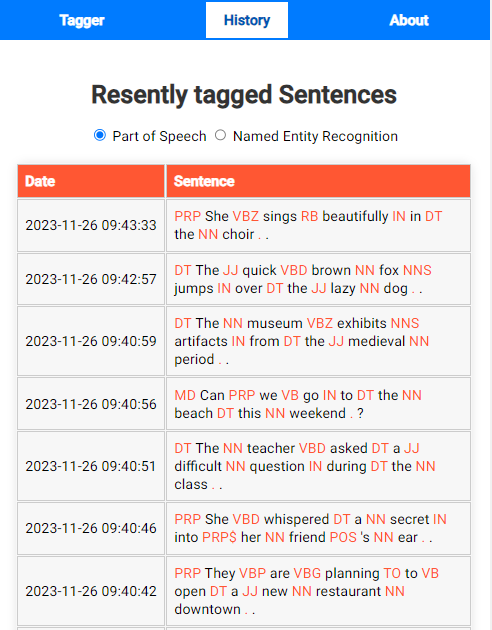 Tagger History About
Resently tagged Sentences
Part of Speech Named Entity Recognition
Date Sentence
2023-11-26 09:43:33 PRP She VBZ sings RB beautifully IN in DT
the NN choir . .
2023-11-26 09:42:57 DT The JJ quick VBD brown NN fox NNS
jumps IN over DT the JJ lazy NN dog . .
2023-11-26 09:40:59 DT The NN museum VBZ exhibits NNS
artifacts IN from DT the JJ medieval NN
period . .
2023-11-26 09:40:56 MD Can PRP we VB go IN to DT the NN
beach DT this NN weekend . ?
2023-11-26 09:40:51 DT The NN teacher VBD asked DT a JJ
difficult NN question IN during DT the NN
class . .
2023-11-26 09:40:46 PRP She VBD whispered DT a NN secret IN
into PRP$ her NN friend POS 's NN ear . .
2023-11-26 09:40:42 PRP They VBP are VBG planning TO to VB
open DT a JJ new NN restaurant NN
downtown . .